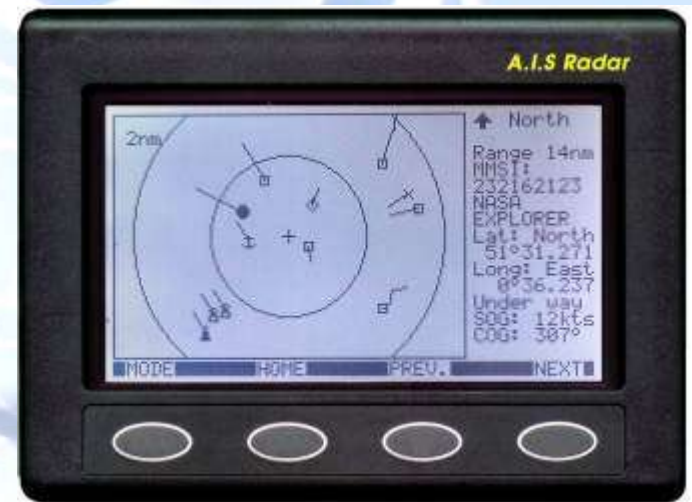 A.I.S Radar
2nm
North
Range 14nm
MMSI:
232162123
NASA
EXPLORER
Lat: North
51°31.271
Long: East
0°36.237
Under way
SOG: 12kts
COG: 307°
MODE HOME PREV. NEXT